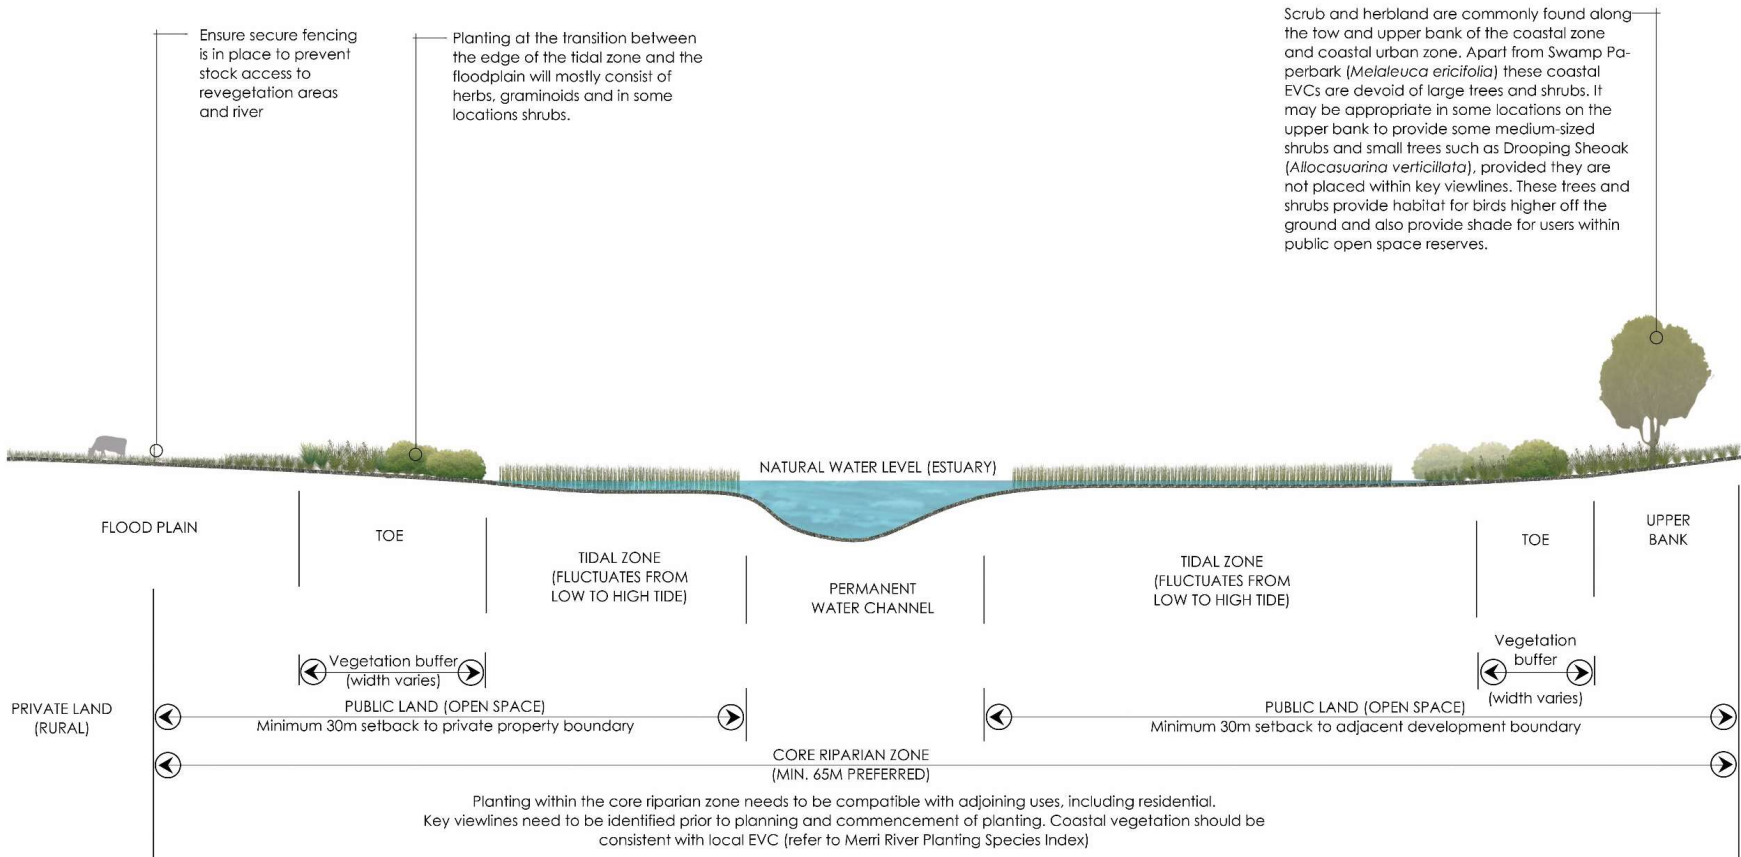 Ensure secure fencing
is in place to prevent
stock access to
revegetation areas
and river
Planting at the transition between
the edge of the tidal zone and the
floodplain will mostly consist of
herbs, graminoids and in some
locations shrubs.
Scrub and herbland are commonly found along
the tow and upper bank of the coastal zone
and coastal urban zone. Apart from Swamp Pa-
perbark (Melaleuca ericifolia) these coastal
EVCs are devoid of large trees and shrubs. It
may be appropriate in some locations on the
upper bank to provide some medium-sized
shrubs and small trees such as Drooping Sheoak
(Allocasuarina verticillata), provided they are
not placed within key viewlines. These trees and
shrubs provide habitat for birds higher off the
ground and also provide shade for users within
public open space reserves.
NATURAL WATER LEVEL (ESTUARY)
FLOOD PLAIN
TOE
TIDAL ZONE
(FLUCTUATES FROM
LOW TO HIGH TIDE)
PERMANENT
WATER CHANNEL
TIDAL ZONE
(FLUCTUATES FROM
LOW TO HIGH TIDE)
TOE
UPPER
BANK
Vegetation buffer
(width varies)
Vegetation
buffer
(width varies)
PRIVATE LAND
(RURAL)
PUBLIC LAND (OPEN SPACE)
Minimum 30m setback to private property boundary
PUBLIC LAND (OPEN SPACE)
Minimum 30m setback to adjacent development boundary
CORE RIPARIAN ZONE
(MIN. 65M PREFERRED)
Planting within the core riparian zone needs to be compatible with adjoining uses, including residential.
Key viewlines need to be identified prior to planning and commencement of planting. Coastal vegetation should be
consistent with local EVC (refer to Merri River Planting Species Index)